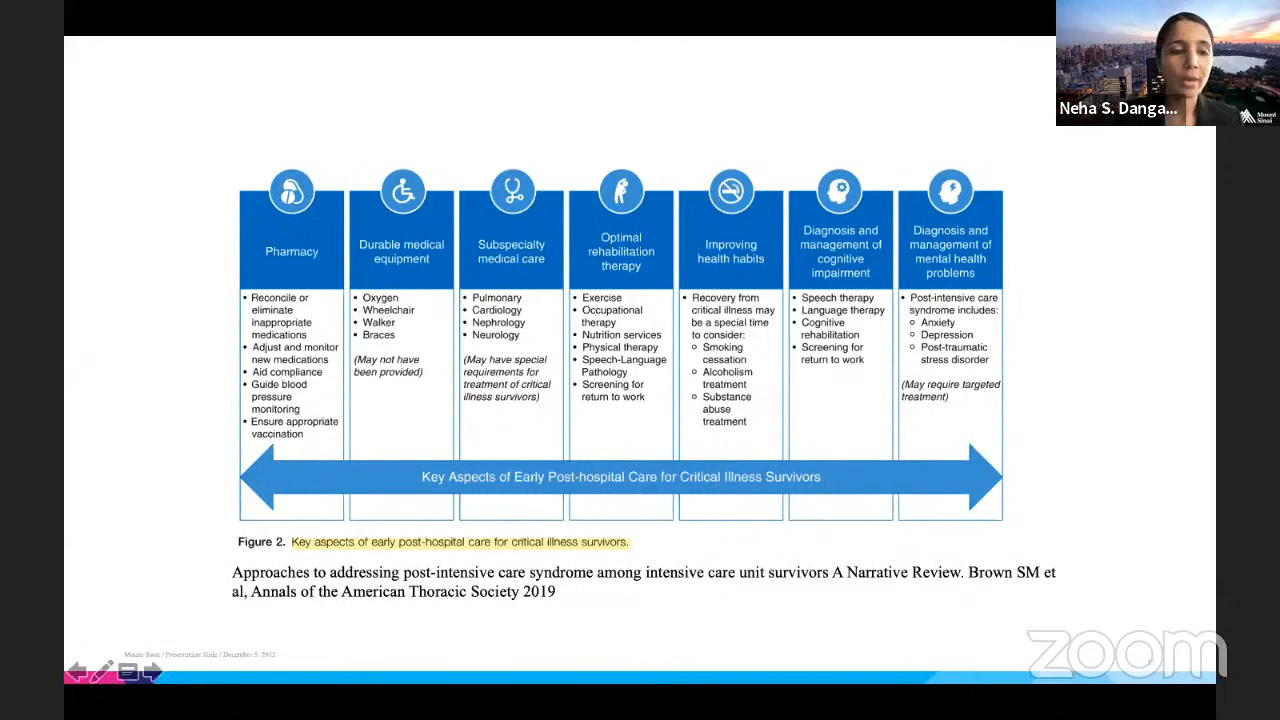 Neha S. Danga...
Mount
Sinai
Pharmacy
Reconcile or
eliminate
inappropriate
medications
Adjust and monitor
new medications
Aid compliance
Guide blood
pressure
monitoring
Ensure appropriate
vaccination
Durable medical
equipment
Oxygen
Wheelchair
Walker
Braces
(May not have
been provided)
Subspecialty
medical care
Pulmonary
Cardiology
Nephrology
Neurology
(May have special
requirements for
treatment of critical
illness survivors)
Optimal
rehabilitation
therapy
Exercise
Occupational
therapy
Nutrition services
Physical therapy
Speech-Language
Pathology
Screening for
return to work
Improving
health habits
Recovery from
critical illness may
be a special time
to consider:
Smoking
cessation
Alcoholism
treatment
Substance
abuse
treatment
Diagnosis and
management of
cognitive
impairment
Speech therapy
Language therapy
Cognitive
rehabilitation
Screening for
return to work
Diagnosis and
management of
mental health
problems
Post-intensive care
syndrome includes:
Anxiety
Depression
Post-traumatic
stress disorder
(May require targeted
treatment)
Key Aspects of Early Post-hospital Care for Critical Illness Survivors
Figure 2. Key aspects of early post-hospital care for critical illness survivors.
Approaches to addressing post-intensive care syndrome among intensive care unit survivors A Narrative Review. Brown SM et
al, Annals of the American Thoracic Society 2019
Mount Sinai / Presentation Slide / December 5, 2012
zoom